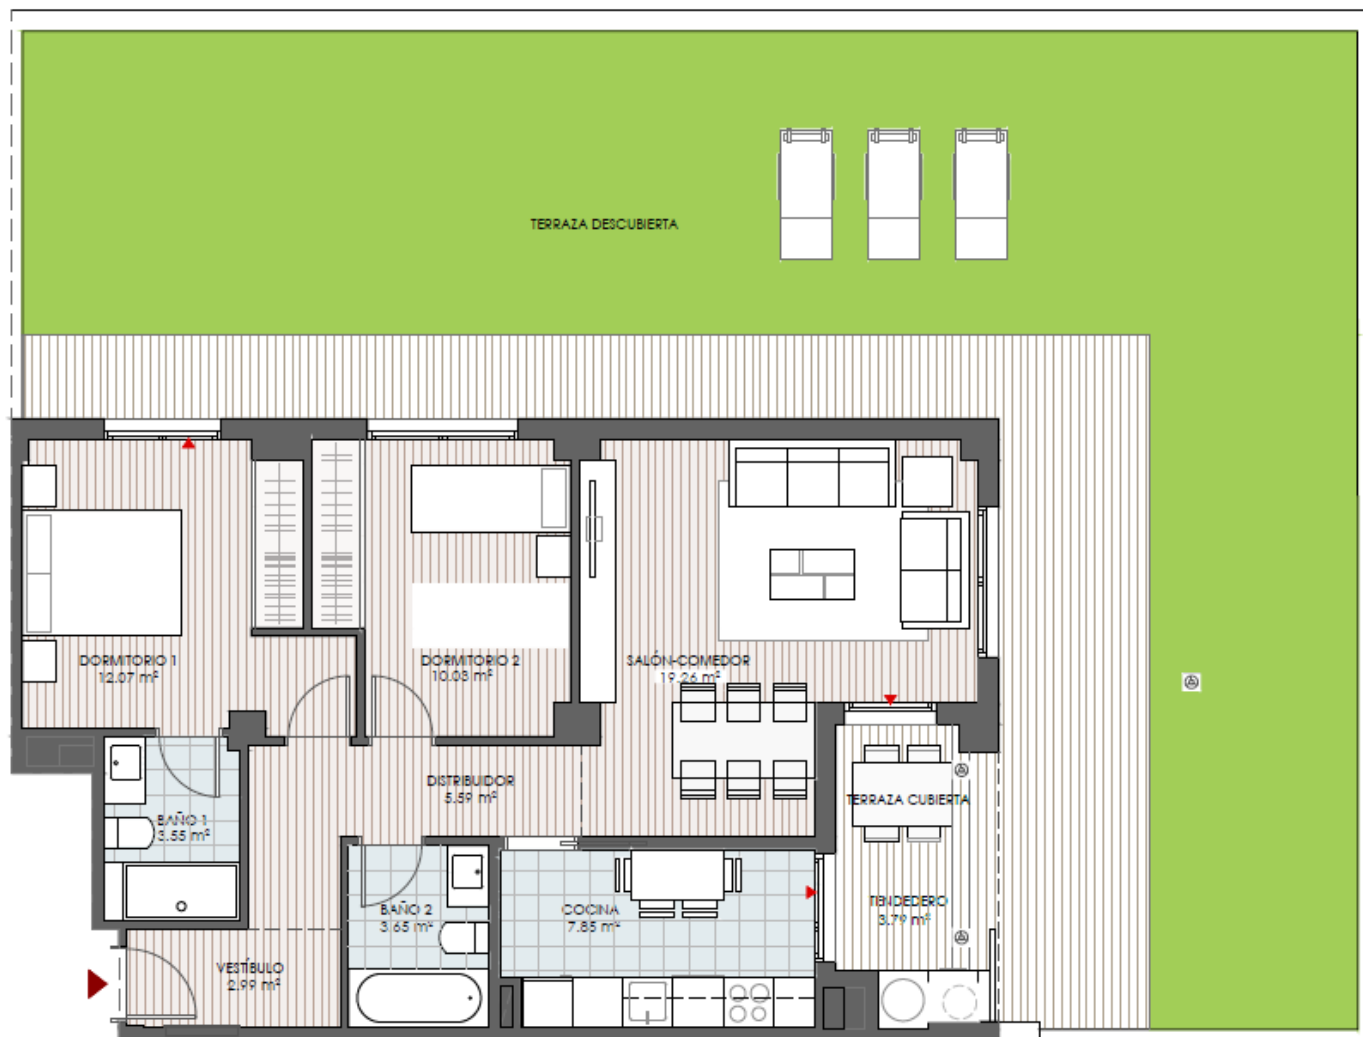 TERRAZA DESCUBIERTA
DORMITORIO 1
12.07 m²
DORMITORIO 2
10.03 m²
SALÓN-COMEDOR
19.26 m²
DISTRIBUIDOR
5.59 m²
TERRAZA CUBIERTA
BAÑO 1
3.55 m²
BAÑO 2
3.65 m²
COCINA
7.85 m²
TENDEDERO
3.79 m²
VESTÍBULO
2.99 m²